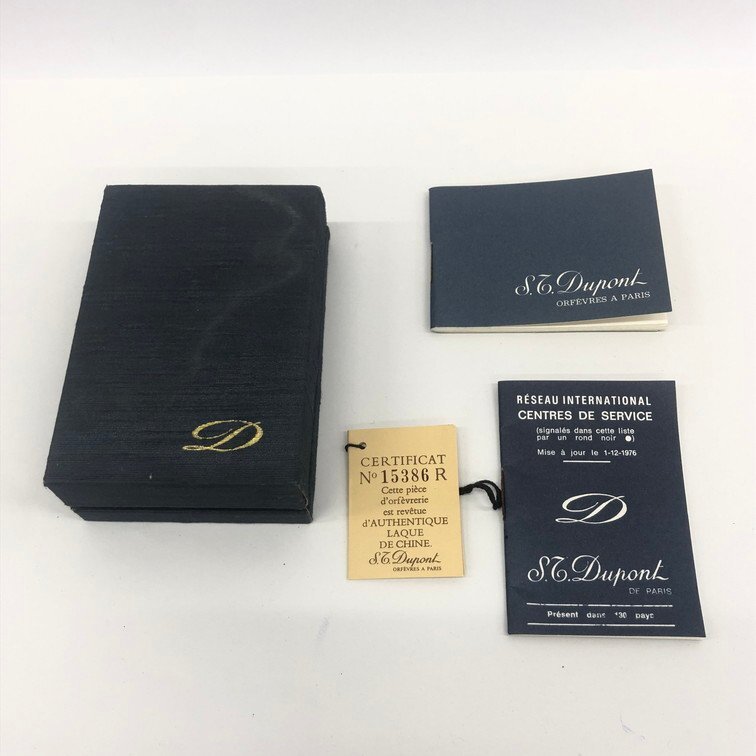 D
S.T. Dupont
ORFÈVRES A PARIS
CERTIFICAT
No 15386 R
Cette pièce
d'orfèvrerie
est revêtue
d'AUTHENTIQUE
LAQUE
DE CHINE.
S.T. Dupont
ORFÈVRES A PARIS
RÉSEAU INTERNATIONAL
CENTRES DE SERVICE
(signalés dans cette liste
par un rond noir ●)
Mise à jour le 1-12-1976
D
S.T. Dupont
DE PARIS
Présent dans 130 pays